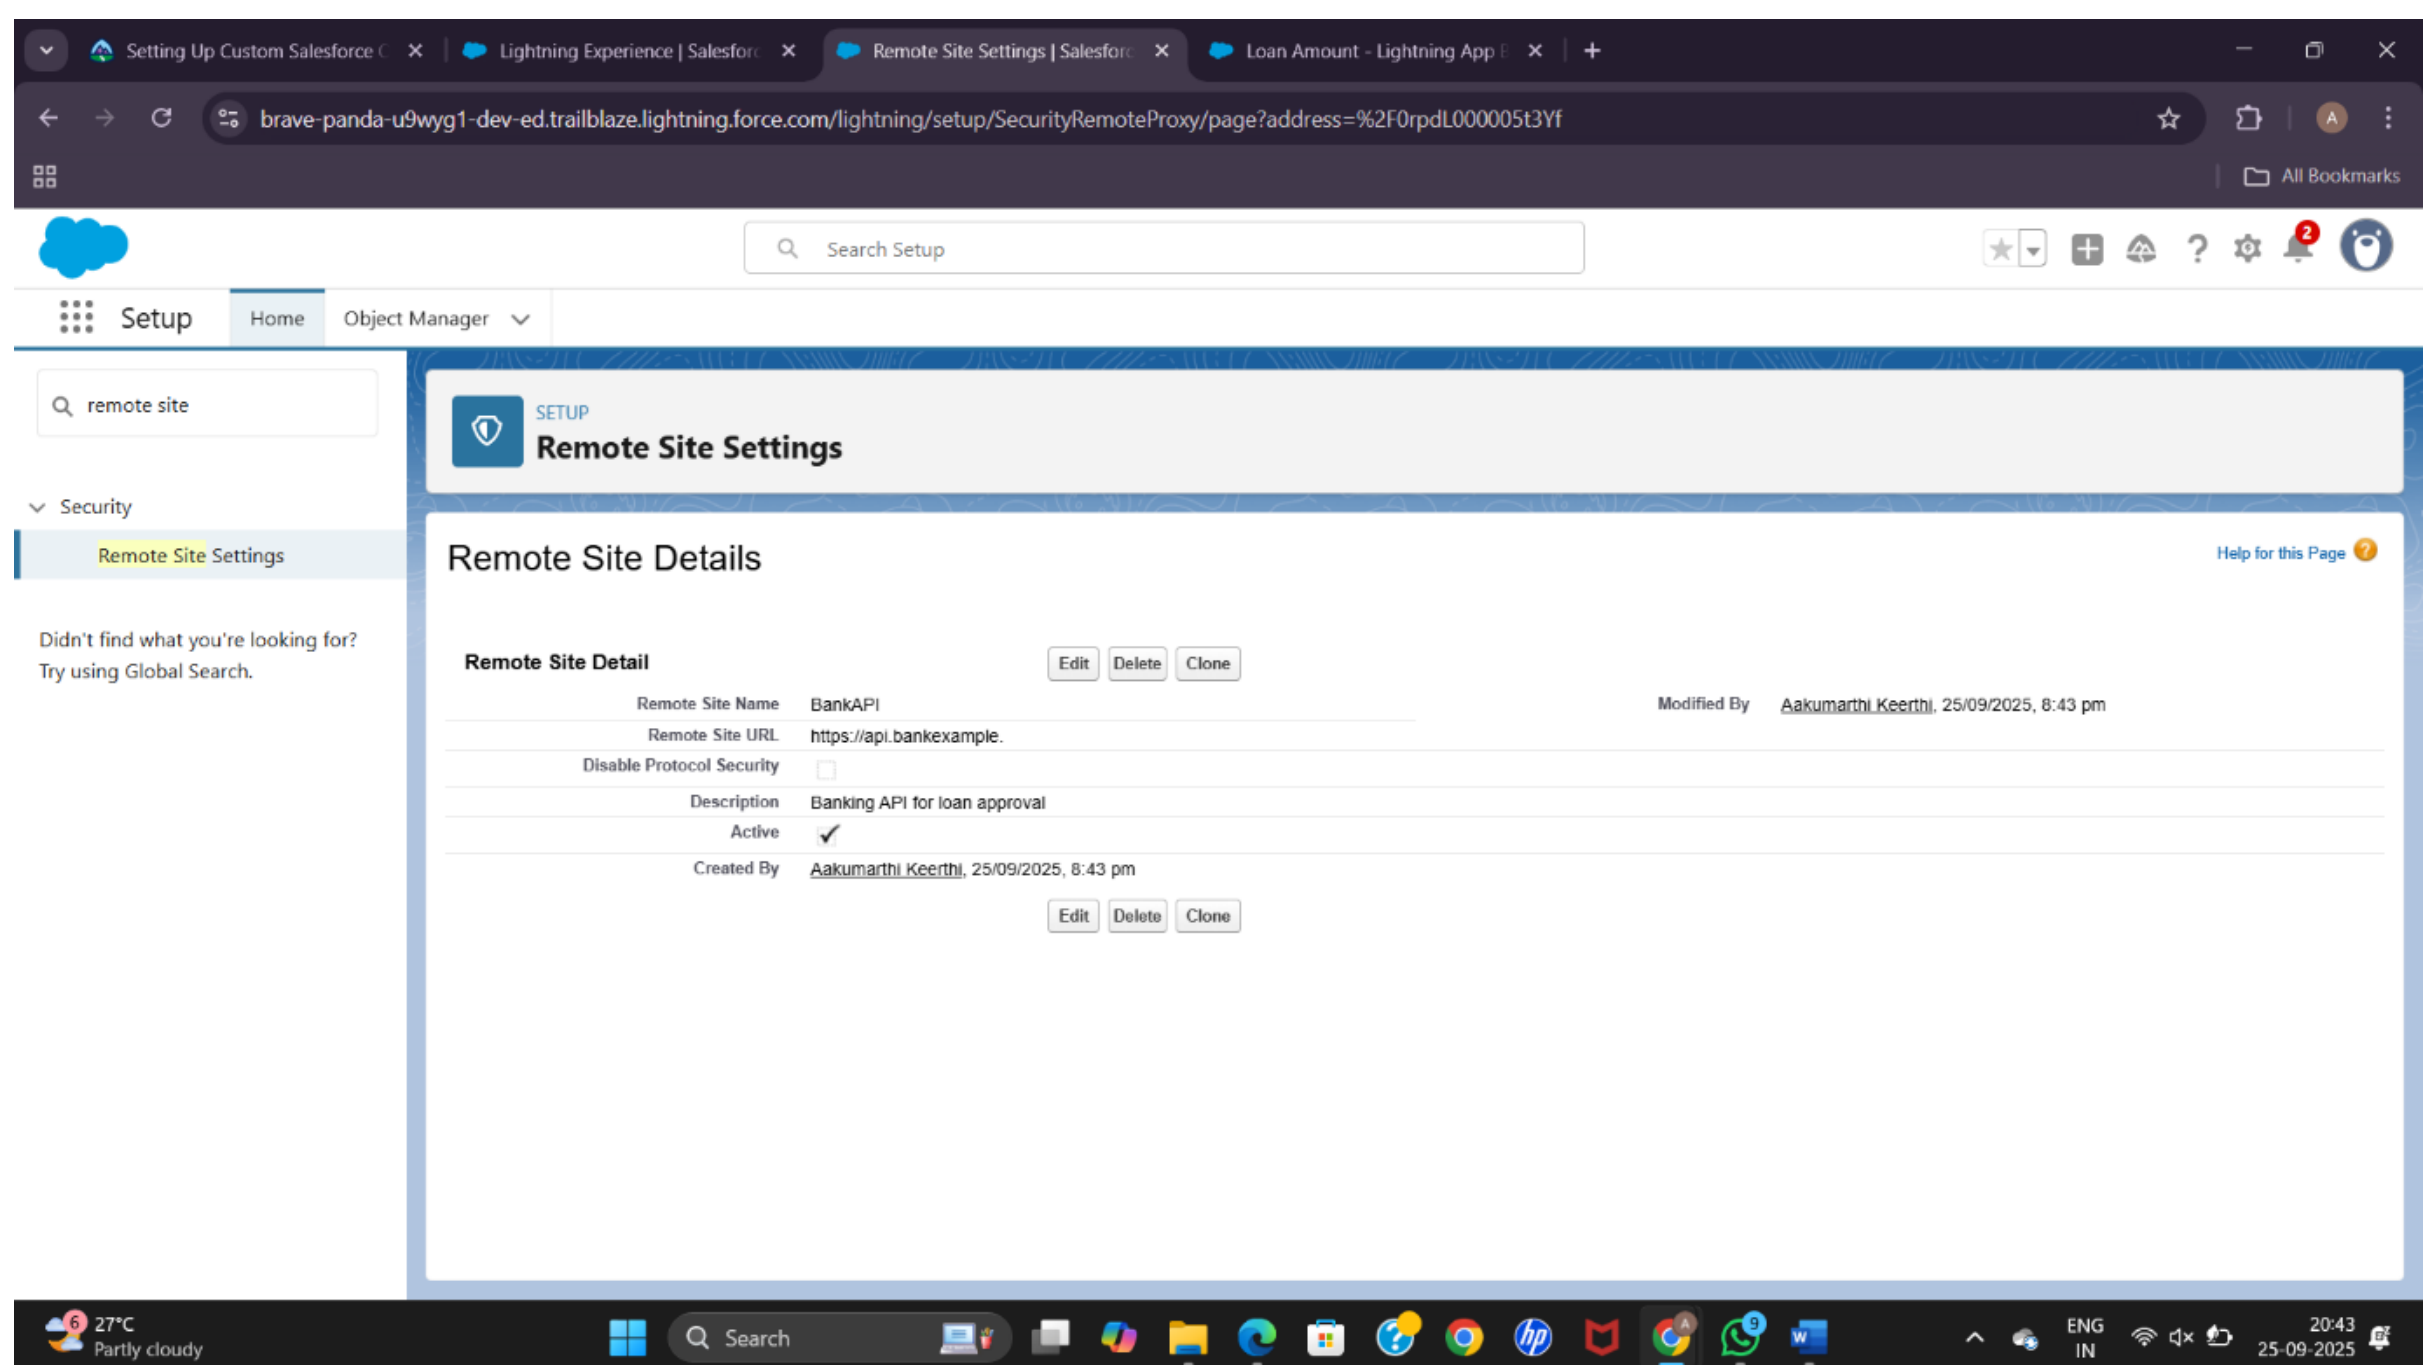 Setting Up Custom Salesforce C
Lightning Experience | Salesforc
Remote Site Settings | Salesforc
Loan Amount - Lightning App B
brave-panda-u9wyg1-dev-ed.trailblaze.lightning.force.com/lightning/setup/SecurityRemoteProxy/page?address=%2F0rpdL000005t3Yf
A
All Bookmarks
Search Setup
2
Setup
Home
Object Manager
remote site
SETUP
Remote Site Settings
Security
Remote Site Settings
Didn't find what you're looking for?
Try using Global Search.
Remote Site Details
Help for this Page ?
Remote Site Detail
Edit Delete Clone
Remote Site Name BankAPI
Modified By Aakumarthi Keerthi, 25/09/2025, 8:43 pm
Remote Site URL https://api.bankexample.
Disable Protocol Security
Description Banking API for loan approval
Active
Created By Aakumarthi Keerthi, 25/09/2025, 8:43 pm
Edit Delete Clone
6
27°C
Partly cloudy
Search
hp
A
9
W
ENG
IN
20:43
25-09-2025